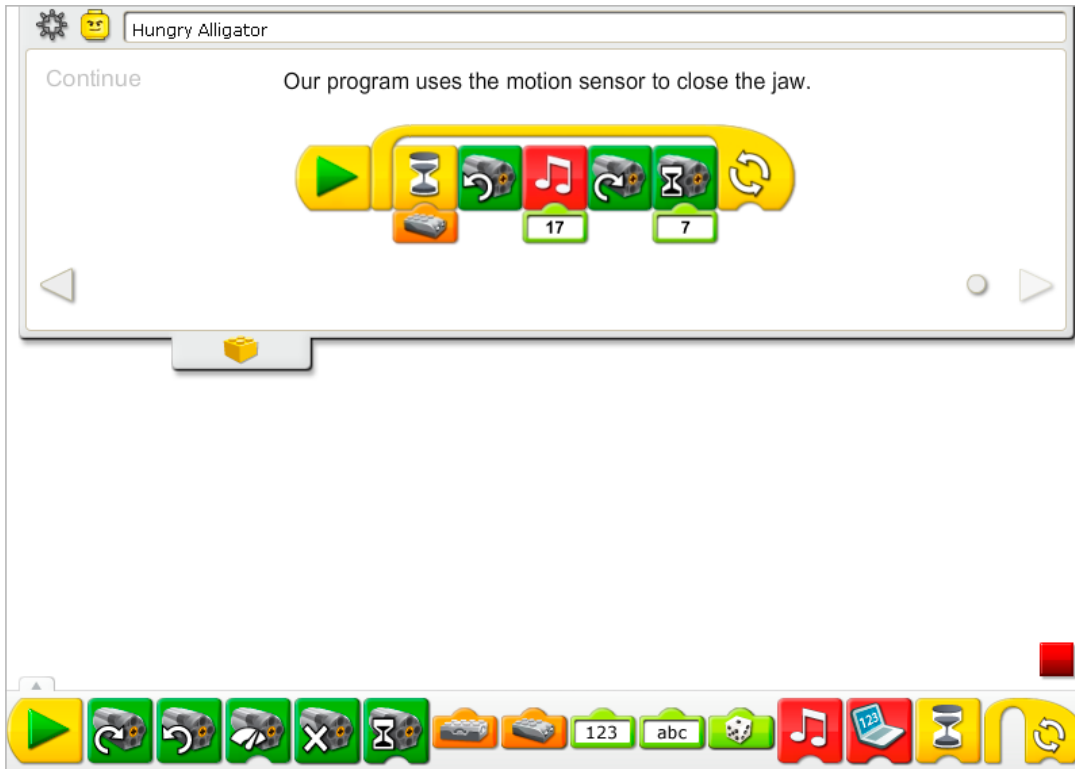 Hungry Alligator
Continue
Our program uses the motion sensor to close the jaw.
17 7
123 abc 123